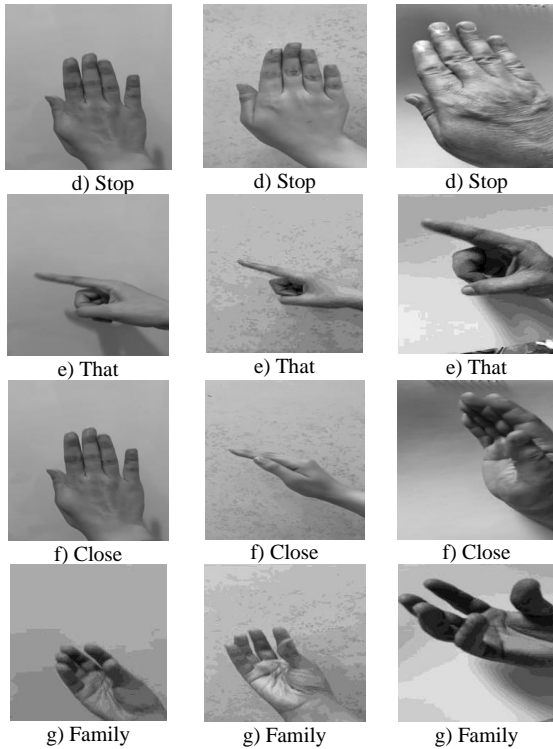 d) Stop d) Stop d) Stop
e) That e) That e) That
f) Close f) Close f) Close
g) Family g) Family g) Family